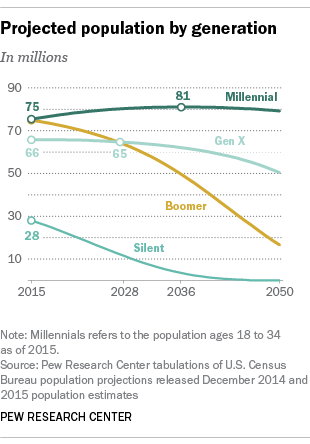 Projected population by generation
In millions
90
81
Millennial
75
70
Gen X
66
65
50
Boomer
30
28
Silent
10
2015 2028 2036 2050
Note: Millennials refers to the population ages 18 to 34
as of 2015.
Source: Pew Research Center tabulations of U.S. Census
Bureau population projections released December 2014 and
2015 population estimates
PEW RESEARCH CENTER